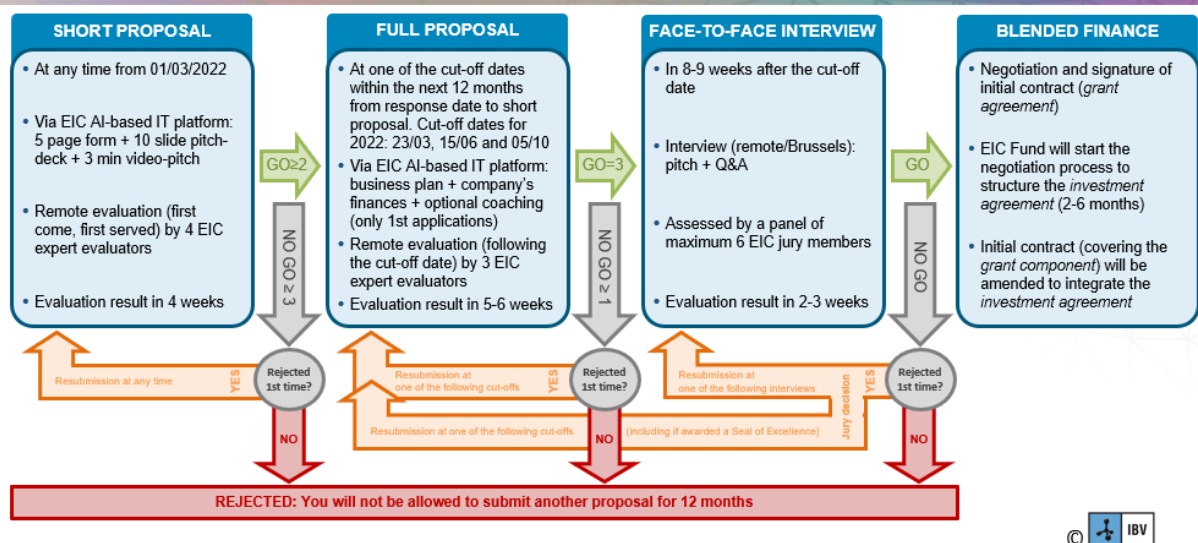 SHORT PROPOSAL
• At any time from 01/03/2022
• Via EIC AI-based IT platform:
5 page form + 10 slide pitch-
deck + 3 min video-pitch
• Remote evaluation (first
come, first served) by 4 EIC
expert evaluators
• Evaluation result in 4 weeks
GO≥2
NO GO ≥ 3
FULL PROPOSAL
• At one of the cut-off dates
within the next 12 months
from response date to short
proposal. Cut-off dates for
2022: 23/03, 15/06 and 05/10
• Via EIC AI-based IT platform:
business plan + company's
finances + optional coaching
(only 1st applications)
• Remote evaluation (following
the cut-off date) by 3 EIC
expert evaluators
• Evaluation result in 5-6 weeks
GO=3
NO GO ≥ 1
FACE-TO-FACE INTERVIEW
• In 8-9 weeks after the cut-off
date
• Interview (remote/Brussels):
pitch + Q&A
• Assessed by a panel of
maximum 6 EIC jury members
• Evaluation result in 2-3 weeks
GO
NO GO
BLENDED FINANCE
• Negotiation and signature of
initial contract (grant
agreement)
• EIC Fund will start the
negotiation process to
structure the investment
agreement (2-6 months)
• Initial contract (covering the
grant component) will be
amended to integrate the
investment agreement
Resubmission at any time
YES
Rejected
1st time?
NO
Resubmission at
one of the following cut-offs
YES
Rejected
1st time?
NO
Resubmission at
one of the following interviews
Jury decision
YES
Rejected
1st time?
NO
Resubmission at one of the following cut-offs (including if awarded a Seal of Excellence)
REJECTED: You will not be allowed to submit another proposal for 12 months
© IBV